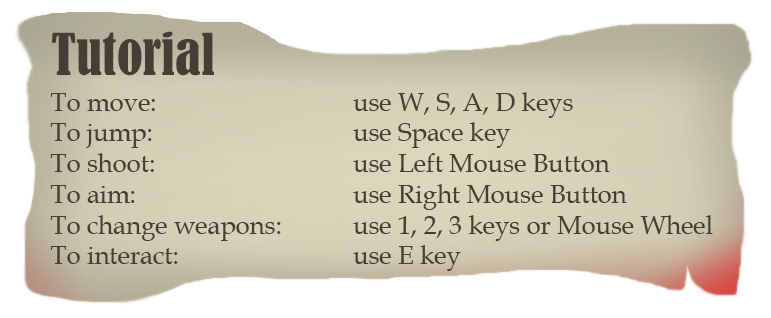 Tutorial
To move: use W, S, A, D keys
To jump: use Space key
To shoot: use Left Mouse Button
To aim: use Right Mouse Button
To change weapons: use 1, 2, 3 keys or Mouse Wheel
To interact: use E key